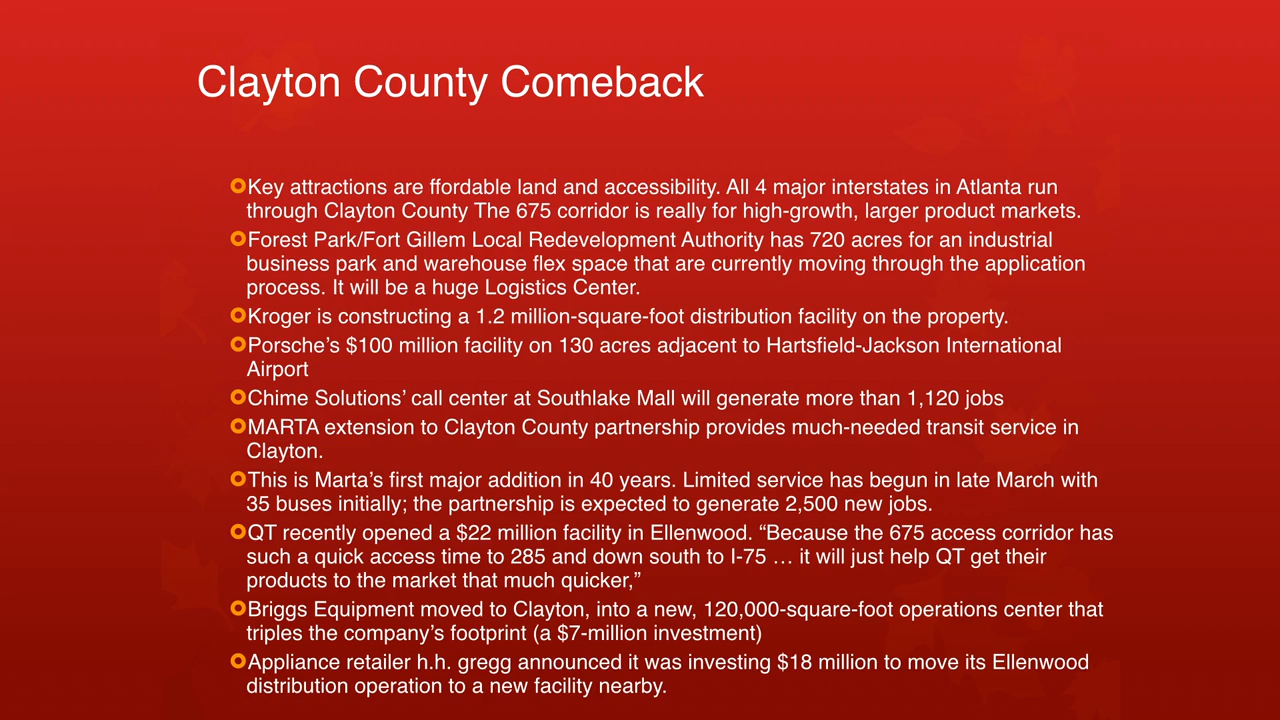 Clayton County Comeback
Key attractions are ffordable land and accessibility. All 4 major interstates in Atlanta run
through Clayton County The 675 corridor is really for high-growth, larger product markets.
Forest Park/Fort Gillem Local Redevelopment Authority has 720 acres for an industrial
business park and warehouse flex space that are currently moving through the application
process. It will be a huge Logistics Center.
Kroger is constructing a 1.2 million-square-foot distribution facility on the property.
Porsche’s $100 million facility on 130 acres adjacent to Hartsfield-Jackson International
Airport
Chime Solutions’ call center at Southlake Mall will generate more than 1,120 jobs
MARTA extension to Clayton County partnership provides much-needed transit service in
Clayton.
This is Marta’s first major addition in 40 years. Limited service has begun in late March with
35 buses initially; the partnership is expected to generate 2,500 new jobs.
QT recently opened a $22 million facility in Ellenwood. “Because the 675 access corridor has
such a quick access time to 285 and down south to I-75 … it will just help QT get their
products to the market that much quicker,”
Briggs Equipment moved to Clayton, into a new, 120,000-square-foot operations center that
triples the company’s footprint (a $7-million investment)
Appliance retailer h.h. gregg announced it was investing $18 million to move its Ellenwood
distribution operation to a new facility nearby.